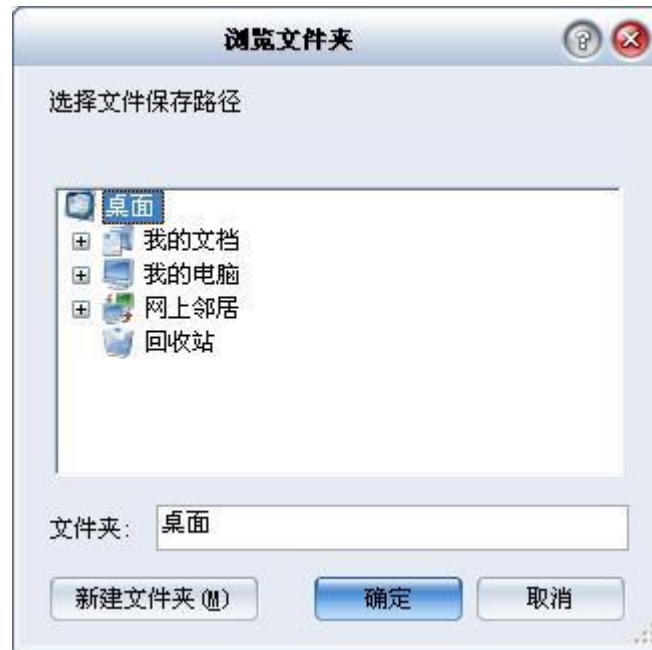 浏览文件夹
选择文件保存路径
桌面
我的文档
我的电脑
网上邻居
回收站
文件夹: 桌面
新建文件夹(M) 确定 取消